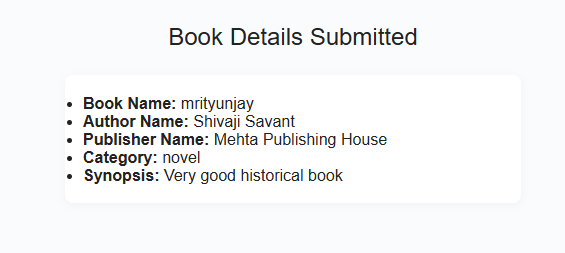 Book Details Submitted
Book Name: mrityunjay
Author Name: Shivaji Savant
Publisher Name: Mehta Publishing House
Category: novel
Synopsis: Very good historical book